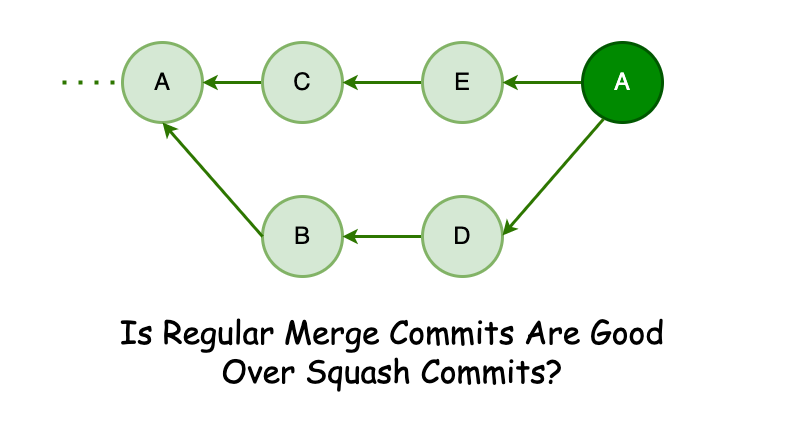 A
C
E
A
B
D
Is Regular Merge Commits Are Good
Over Squash Commits?